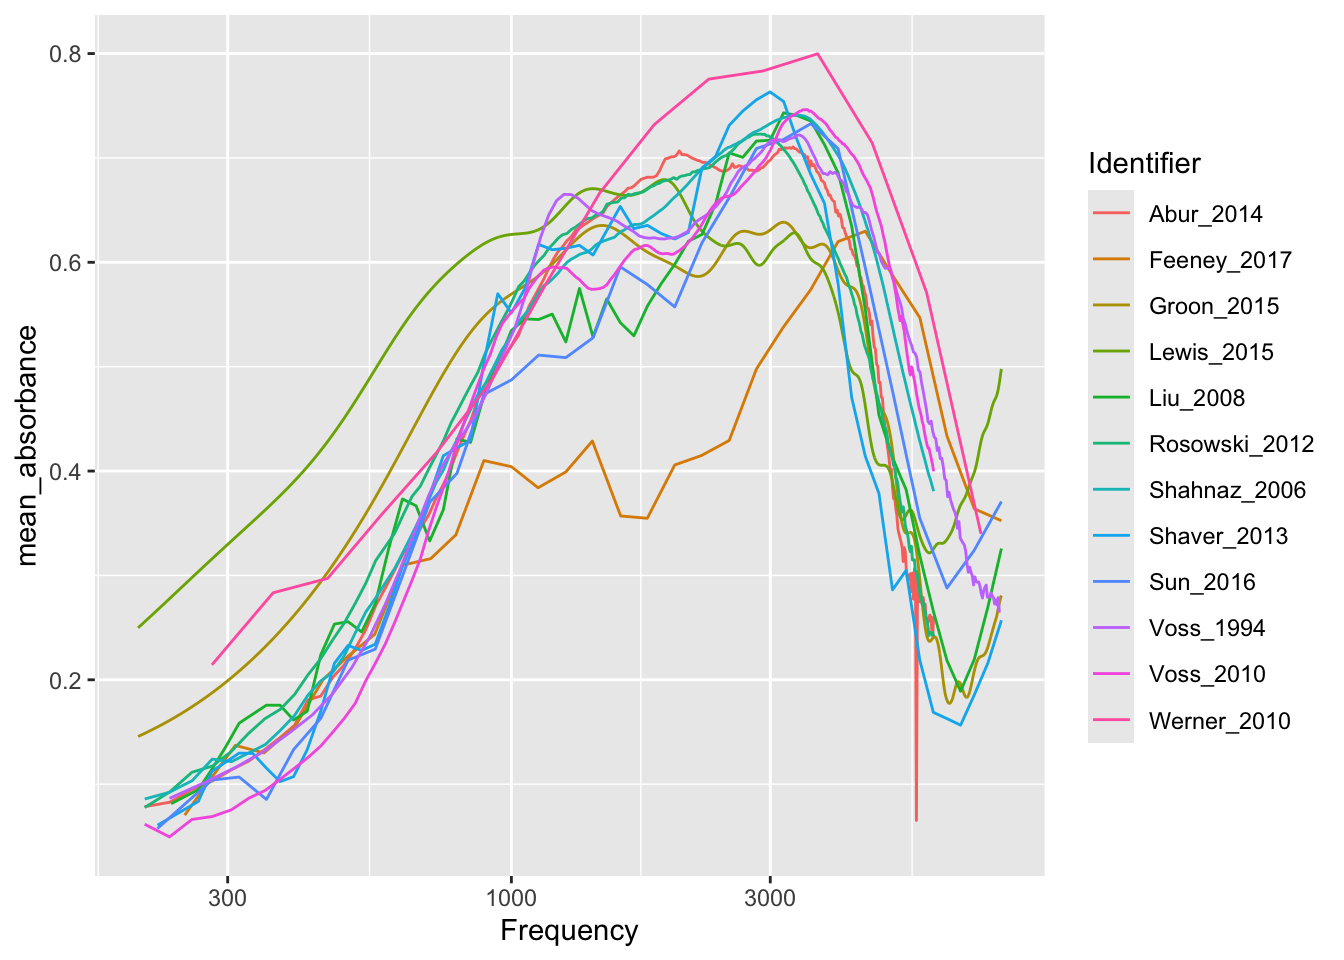 mean_absorbance
0.8
0.6
0.4
0.2
300
1000
3000
Frequency
Identifier
Abur_2014
Feeney_2017
Groon_2015
Lewis_2015
Liu_2008
Rosowski_2012
Shahnaz_2006
Shaver_2013
Sun_2016
Voss_1994
Voss_2010
Werner_2010